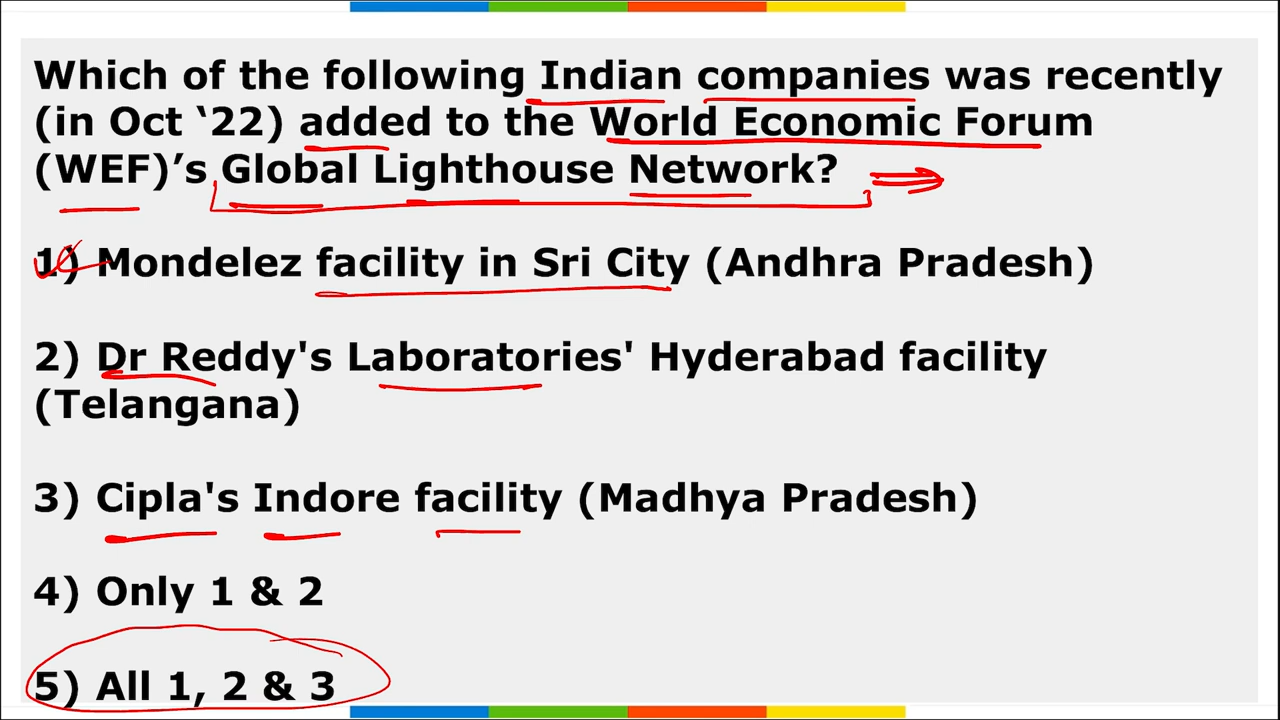 Which of the following Indian companies was recently
(in Oct ‘22) added to the World Economic Forum
(WEF)’s Global Lighthouse Network?
1) Mondelez facility in Sri City (Andhra Pradesh)
2) Dr Reddy's Laboratories' Hyderabad facility
(Telangana)
3) Cipla's Indore facility (Madhya Pradesh)
4) Only 1 & 2
5) All 1, 2 & 3